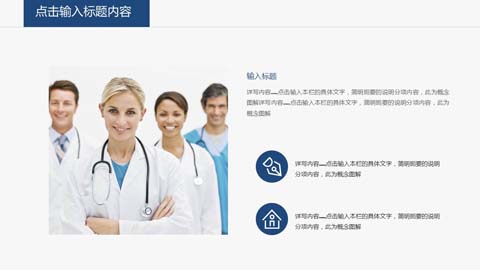 点击输入标题内容
输入标题
详写内容……点击输入本栏的具体文字，简明扼要的说明分项内容，此为概念
图解详写内容……点击输入本栏的具体文字，简明扼要的说明分项内容，此为
概念图解
详写内容……点击输入本栏的具体文字，简明扼要的说明
分项内容，此为概念图解
详写内容……点击输入本栏的具体文字，简明扼要的说明
分项内容，此为概念图解